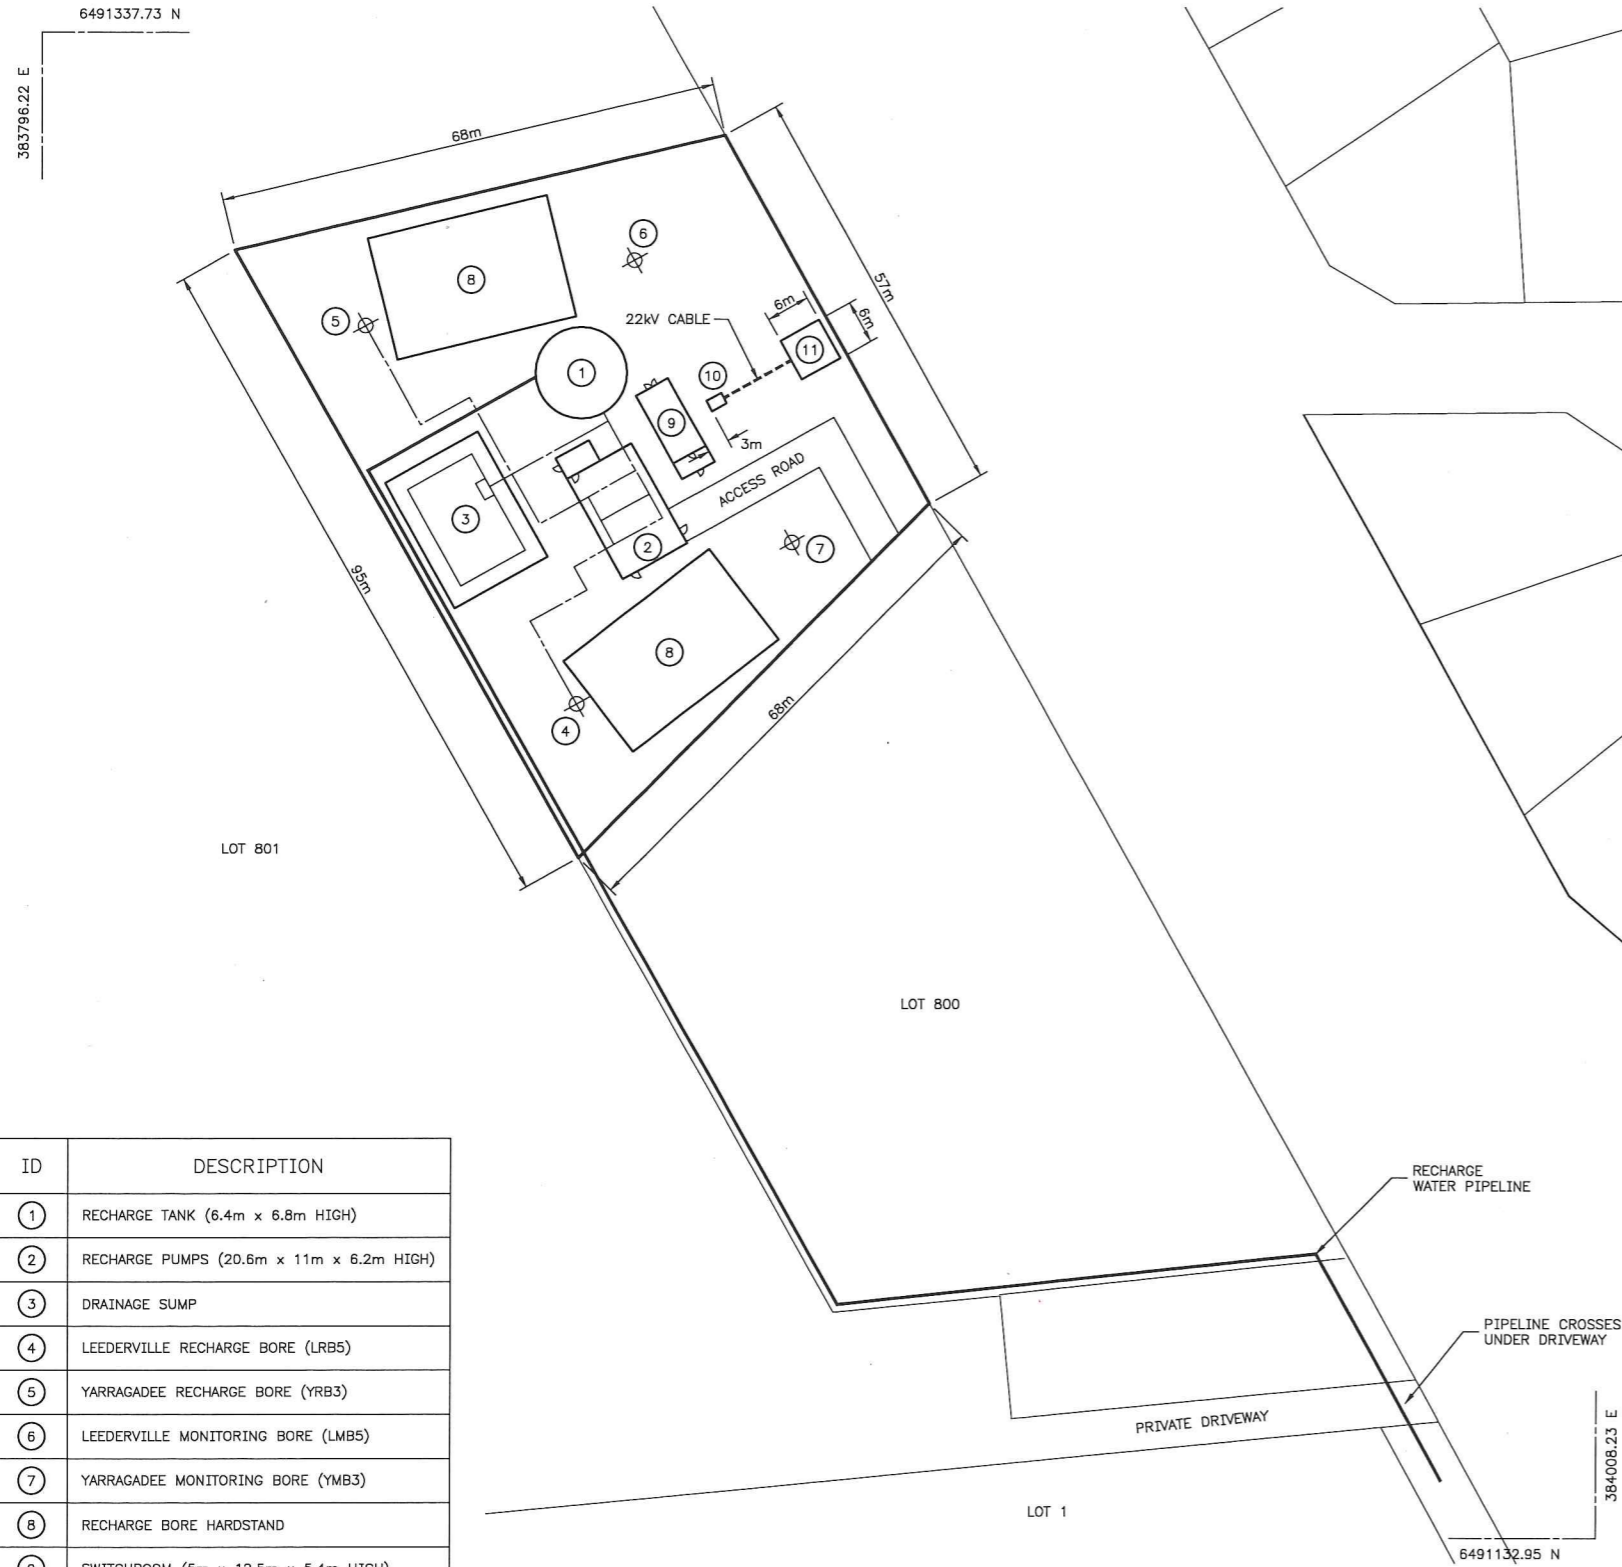 6491337.73 N
383796.22 E
68m
57m
6
8
5
22kV CABLE
6m
6m
11
1
10
9
3m
ACCESS ROAD
3
2
7
95m
8
68m
4
LOT 801
LOT 800
RECHARGE
WATER PIPELINE
PIPELINE CROSSES
UNDER DRIVEWAY
PRIVATE DRIVEWAY
LOT 1
384008.23 E
6491132.95 N
ID DESCRIPTION
1 RECHARGE TANK (6.4m x 6.8m HIGH)
2 RECHARGE PUMPS (20.6m x 11m x 6.2m HIGH)
3 DRAINAGE SUMP
4 LEEDERVILLE RECHARGE BORE (LRB5)
5 YARRAGADEE RECHARGE BORE (YRB3)
6 LEEDERVILLE MONITORING BORE (LMB5)
7 YARRAGADEE MONITORING BORE (YMB3)
8 RECHARGE BORE HARDSTAND